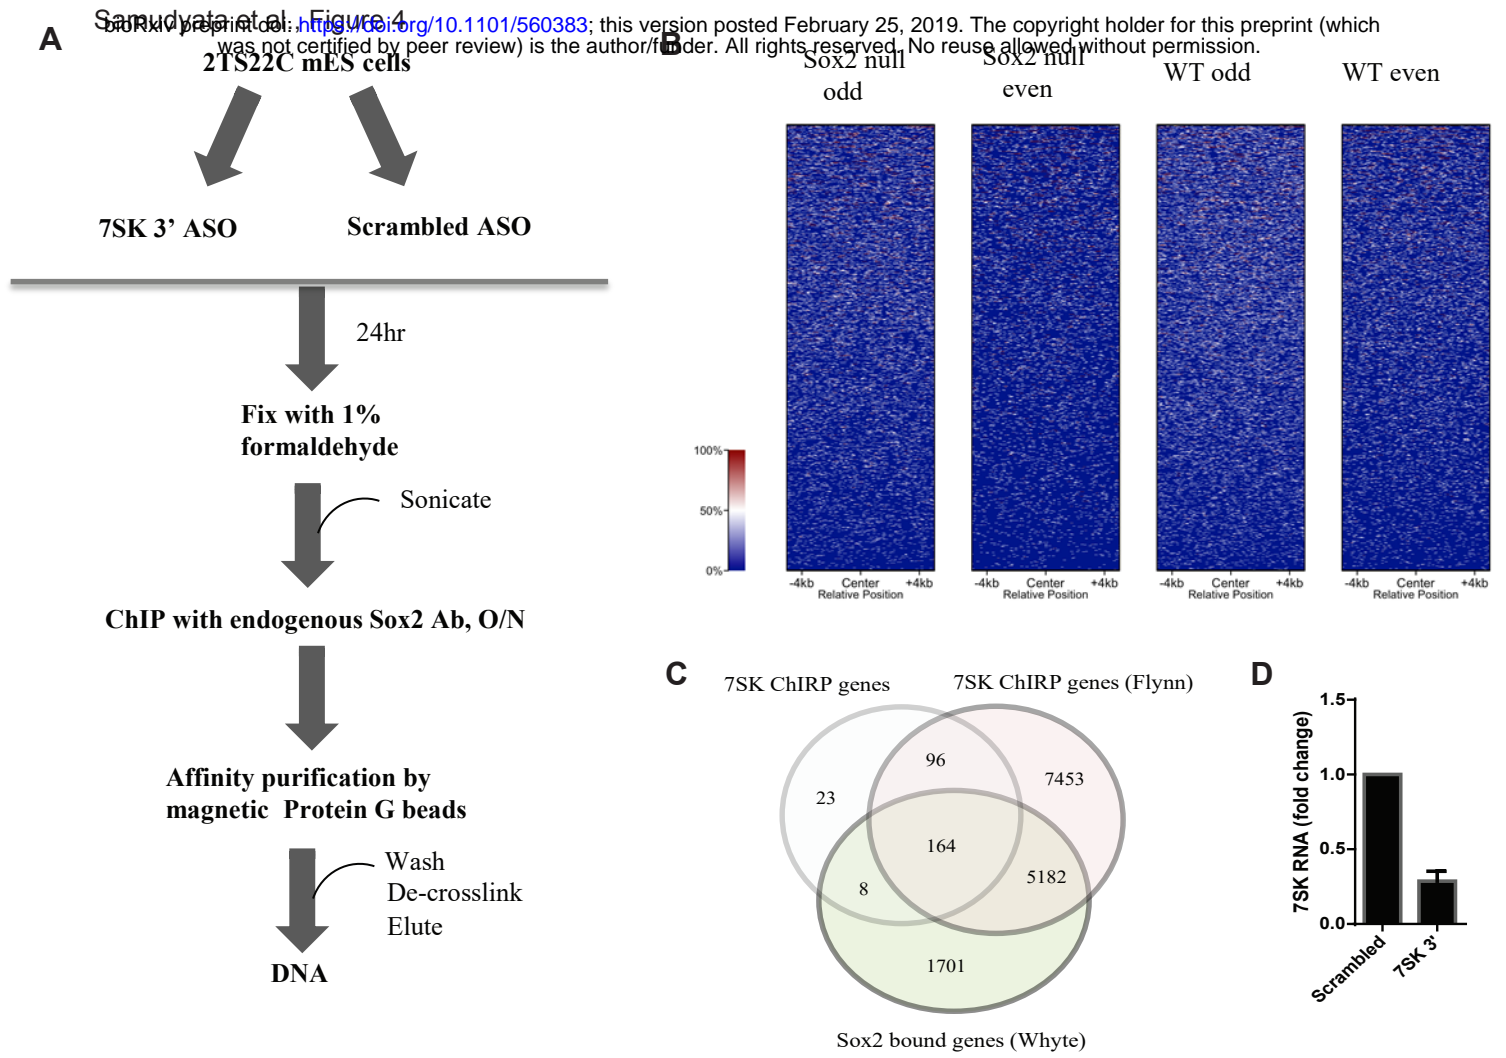 Samudyata et al., Figure 4
bioRxiv preprint doi: https://doi.org/10.1101/560383; this version posted February 25, 2019. The copyright holder for this preprint (which
was not certified by peer review) is the author/funder. All rights reserved. No reuse allowed without permission.
A
2TS22C mES cells
7SK 3’ ASO
Scrambled ASO
24hr
Fix with 1%
formaldehyde
Sonicate
ChIP with endogenous Sox2 Ab, O/N
Affinity purification by
magnetic Protein G beads
Wash
De-crosslink
Elute
DNA
B
Sox2 null
odd
Sox2 null
even
WT odd
WT even
100%
50%
0%
-4kb Center +4kb
Relative Position
-4kb Center +4kb
Relative Position
-4kb Center +4kb
Relative Position
-4kb Center +4kb
Relative Position
C
7SK ChIRP genes
7SK ChIRP genes (Flynn)
96
7453
23
164
8
5182
1701
Sox2 bound genes (Whyte)
D
7SK RNA (fold change)
1.5
1.0
0.5
0.0
Scrambled
7SK 3'